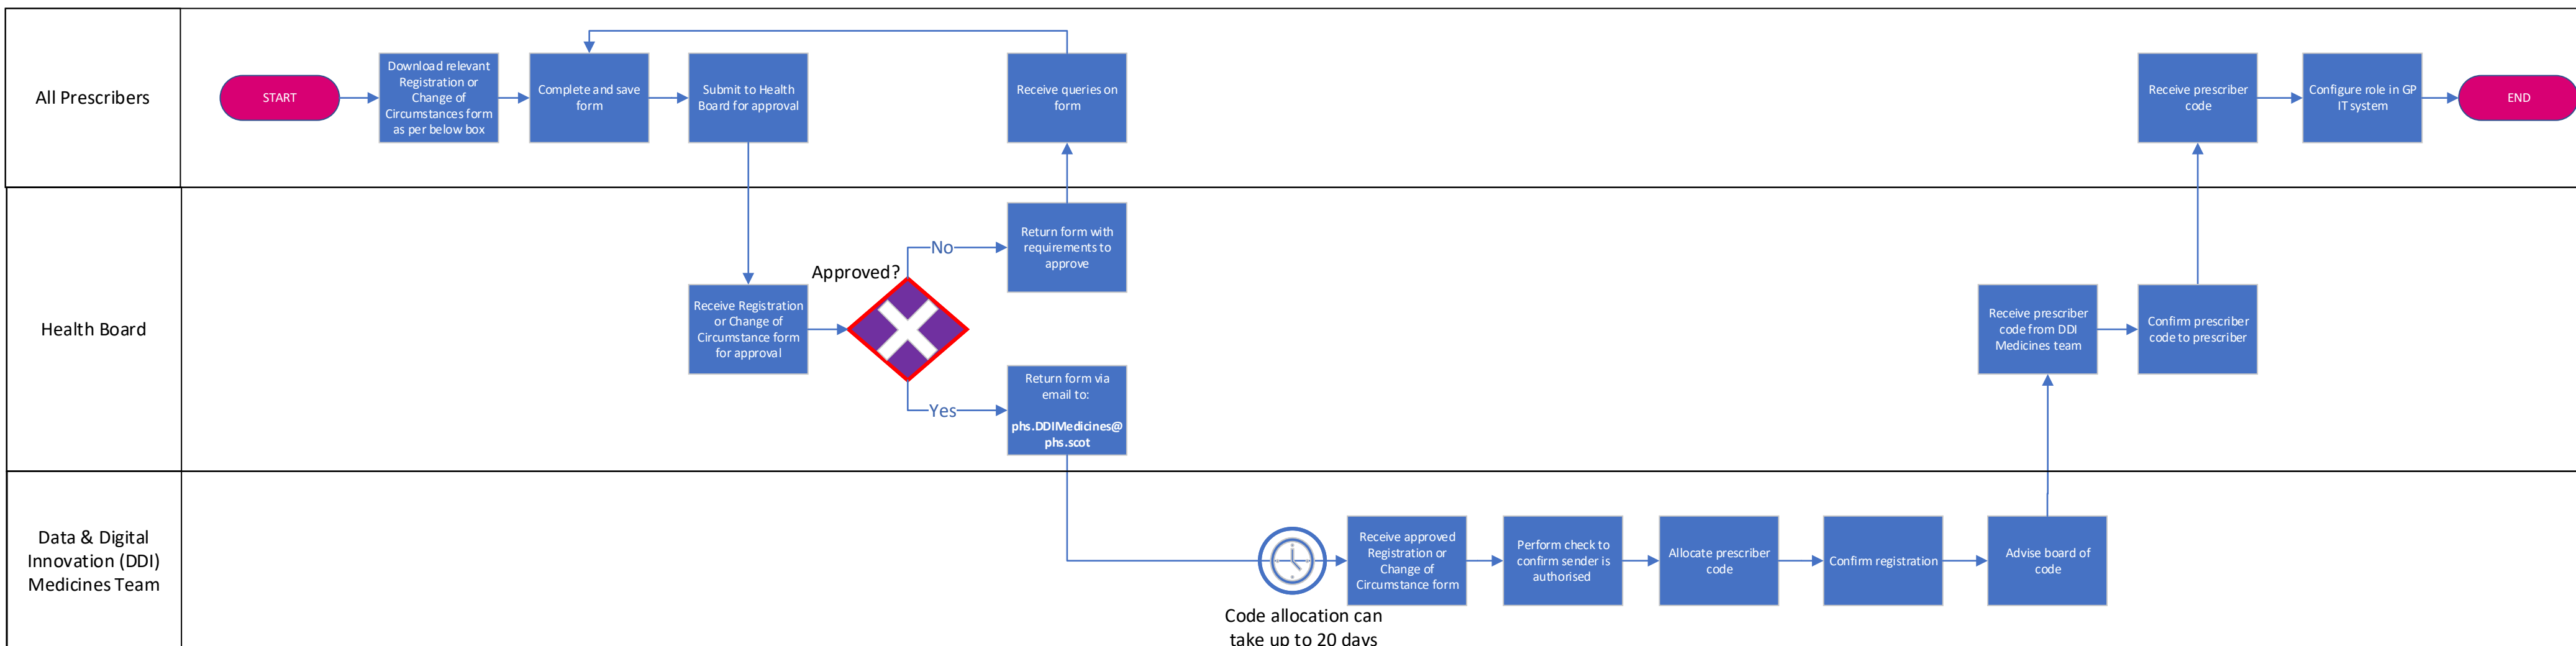 All Prescribers
START
Download relevant
Registration or
Change of
Circumstances form
as per below box
Complete and save
form
Submit to Health
Board for approval
Receive queries on
form
Receive prescriber
code
Configure role in GP
IT system
END
Health Board
Receive Registration
or Change of
Circumstance form
for approval
Approved?
No
Return form with
requirements to
approve
Yes
Return form via
email to:
phs.DDIMedicines@
phs.scot
Receive prescriber
code from DDI
Medicines team
Confirm prescriber
code to prescriber
Data & Digital
Innovation (DDI)
Medicines Team
Code allocation can
take up to 20 days
Receive approved
Registration or
Change of
Circumstance form
Perform check to
confirm sender is
authorised
Allocate prescriber
code
Confirm registration
Advise board of
code